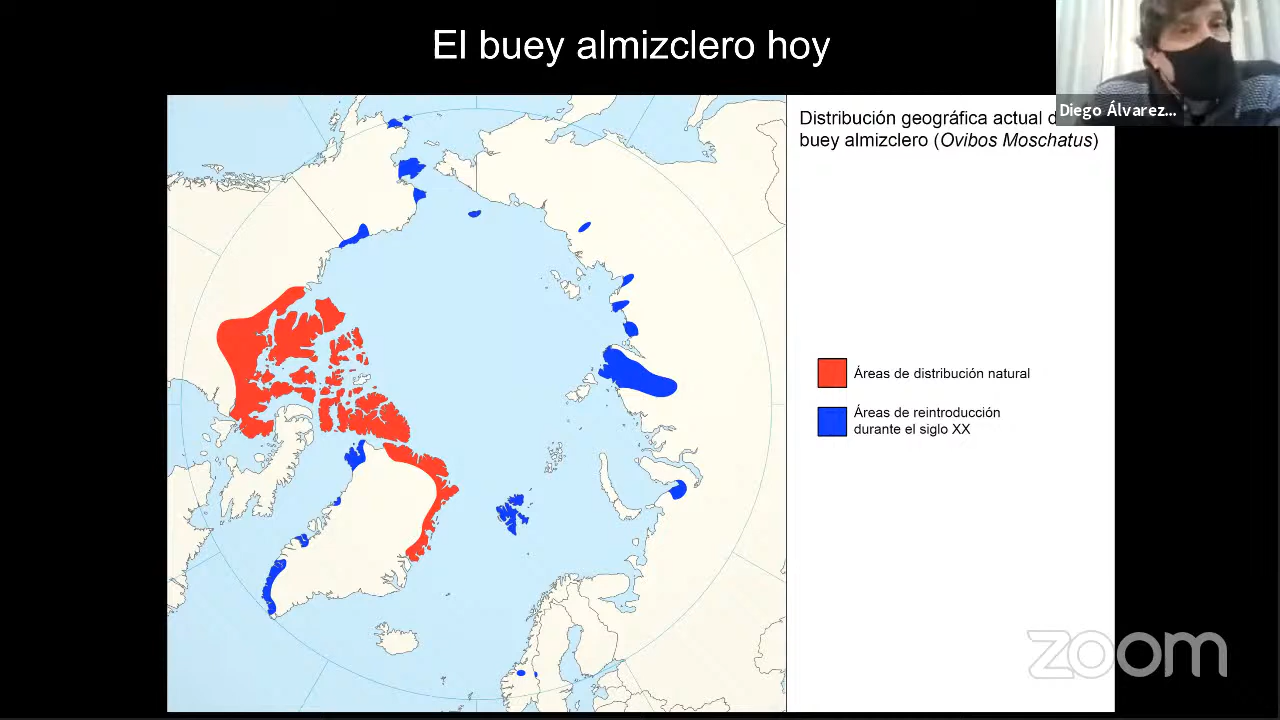 El buey almizclero hoy
Diego Álvarez...
Distribución geográfica actual
buey almizclero (Ovibos Moschatus)
Áreas de distribución natural
Áreas de reintroducción
durante el siglo XX
zoom